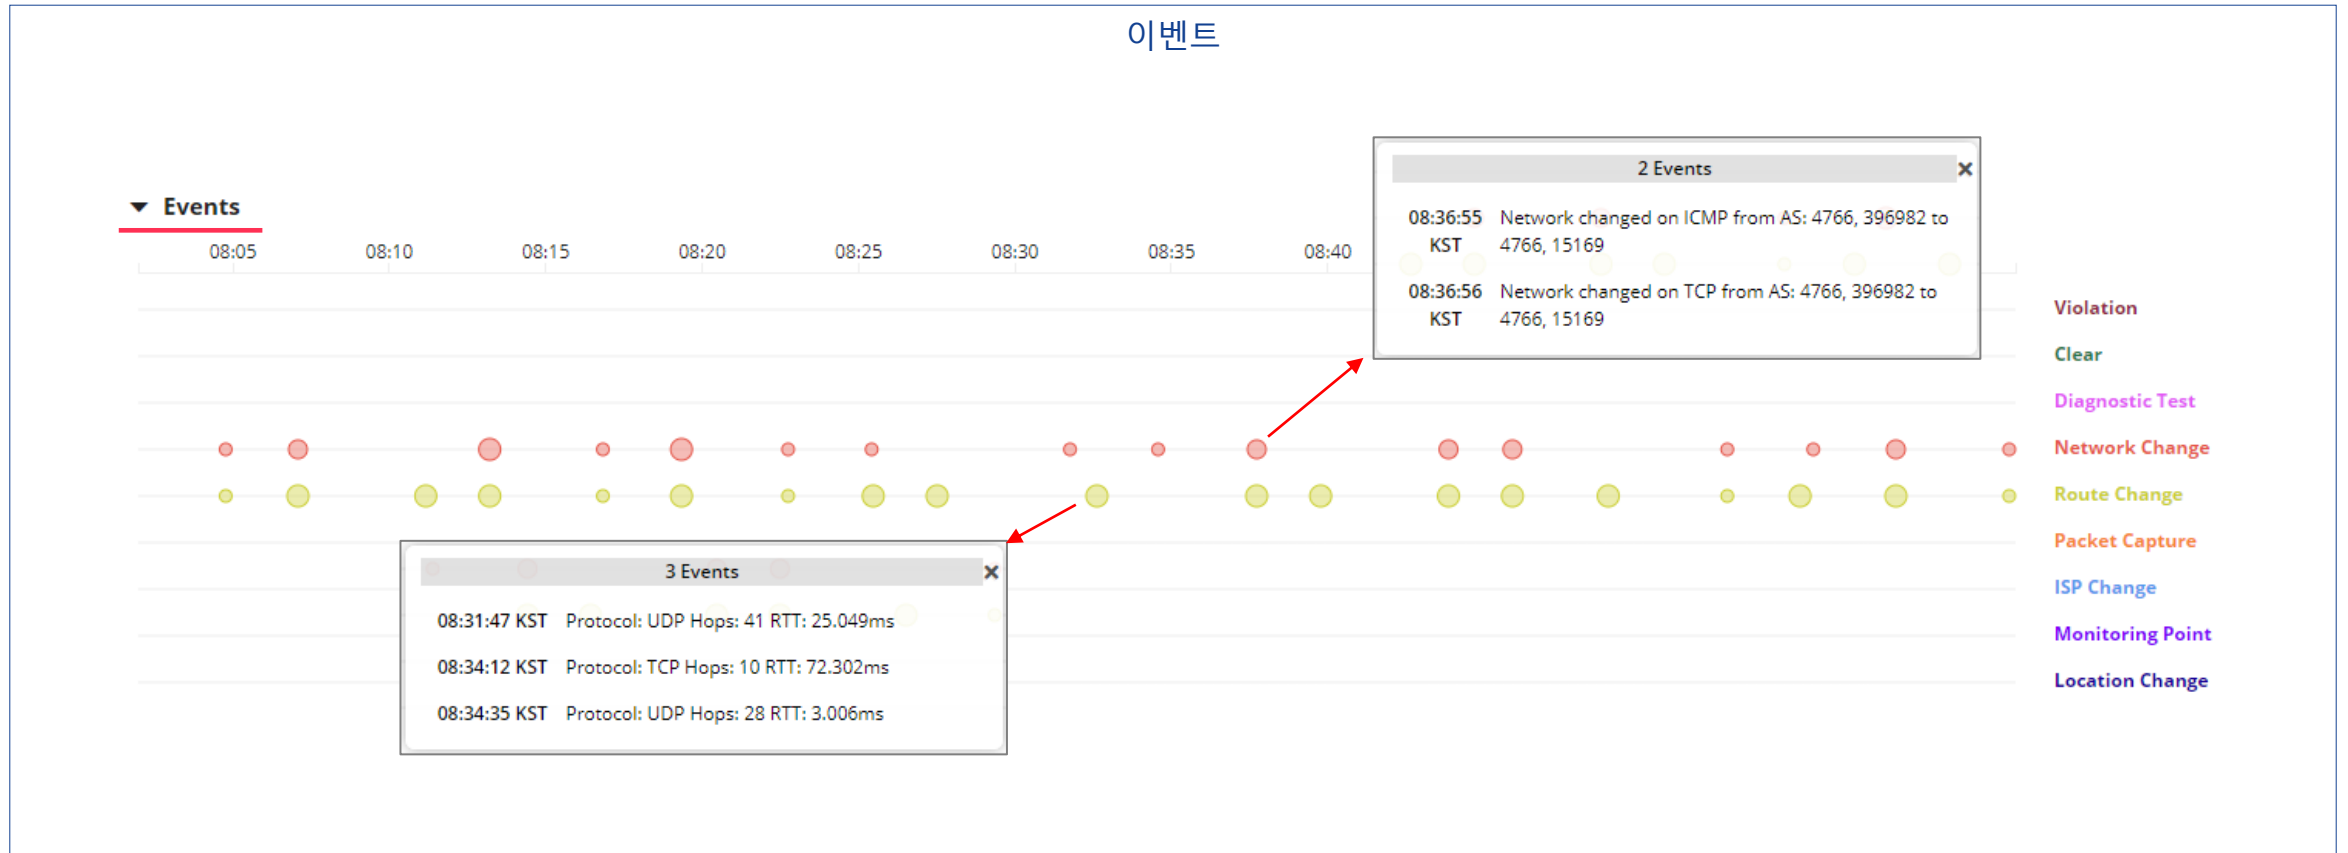 이벤트
▼ Events
08:05 08:10 08:15 08:20 08:25 08:30 08:35 08:40
2 Events ×
08:36:55 KST Network changed on ICMP from AS: 4766, 396982 to
4766, 15169
08:36:56 KST Network changed on TCP from AS: 4766, 396982 to
4766, 15169
Violation
Clear
Diagnostic Test
Network Change
Route Change
Packet Capture
ISP Change
Monitoring Point
Location Change
3 Events ×
08:31:47 KST Protocol: UDP Hops: 41 RTT: 25.049ms
08:34:12 KST Protocol: TCP Hops: 10 RTT: 72.302ms
08:34:35 KST Protocol: UDP Hops: 28 RTT: 3.006ms